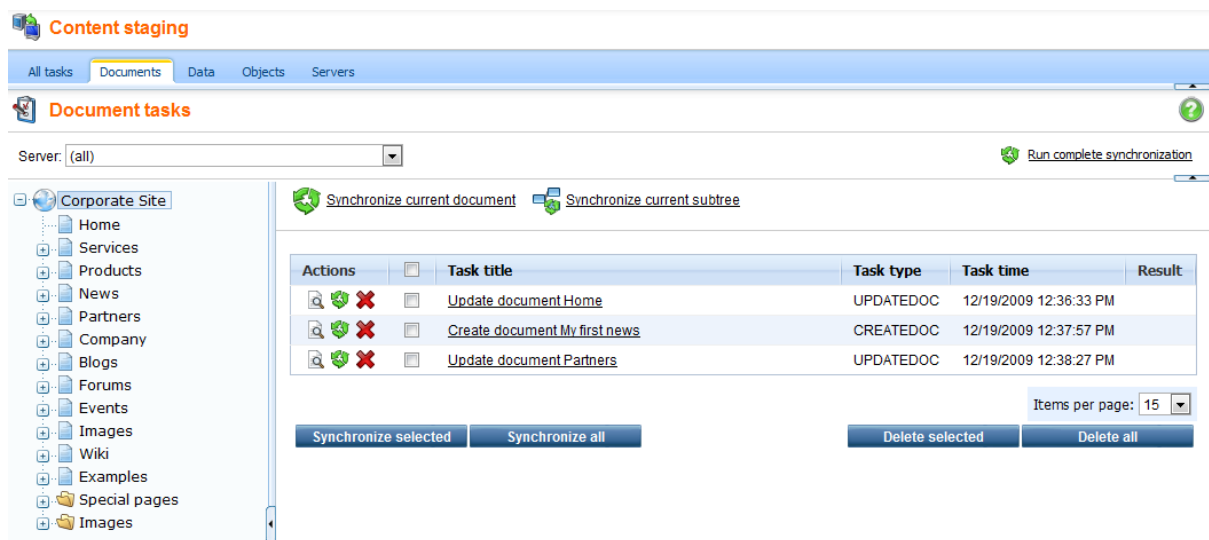 Content staging
All tasks Documents Data Objects Servers
Document tasks
Server: (all) Run complete synchronization
Corporate Site
Home
Services
Products
News
Partners
Company
Blogs
Forums
Events
Images
Wiki
Examples
Special pages
Images
Synchronize current document Synchronize current subtree
Actions Task title Task type Task time Result
Update document Home UPDATEDOC 12/19/2009 12:36:33 PM
Create document My first news CREATEDOC 12/19/2009 12:37:57 PM
Update document Partners UPDATEDOC 12/19/2009 12:38:27 PM
Items per page: 15
Synchronize selected Synchronize all Delete selected Delete all